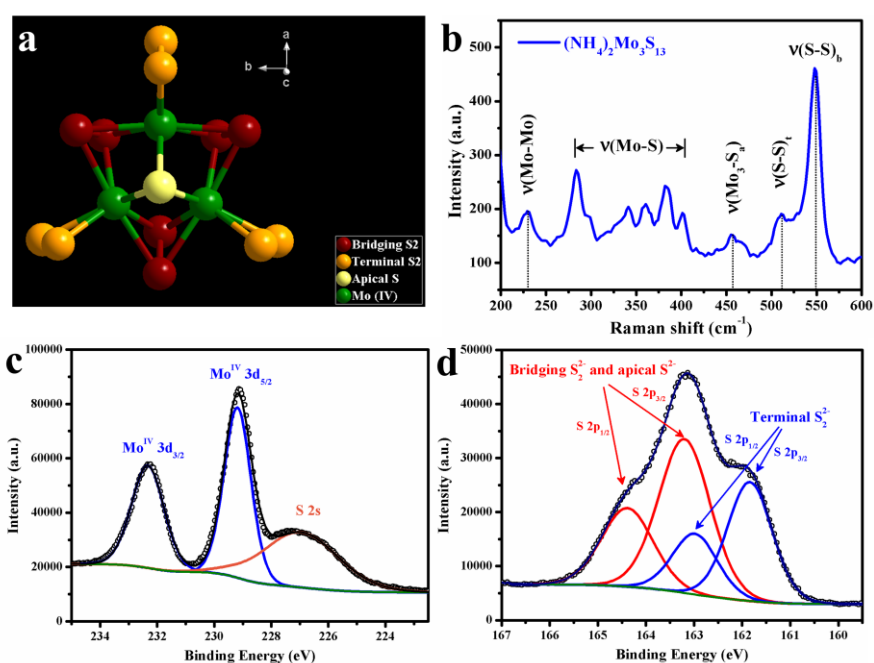 a
a
b
c
Bridging S2
Terminal S2
Apical S
Mo (IV)
b
(NH₄)₂Mo₃S₁₃
ν(S-S)b
ν(Mo-Mo)
ν(Mo-S)
ν(Mo₃-Sₐ)
ν(S-S)ₜ
Intensity (a.u.)
500
400
300
200
100
200 250 300 350 400 450 500 550 600
Raman shift (cm⁻¹)
c
Mo^IV 3d₅/₂
Mo^IV 3d₃/₂
S 2s
Intensity (a.u.)
100000
80000
60000
40000
20000
0
234 232 230 228 226 224
Binding Energy (eV)
d
Bridging S₂²⁻ and apical S²⁻
S 2p₃/₂
S 2p₁/₂
Terminal S₂²⁻
S 2p₁/₂
S 2p₃/₂
Intensity (a.u.)
50000
40000
30000
20000
10000
0
167 166 165 164 163 162 161 160
Binding Energy (eV)